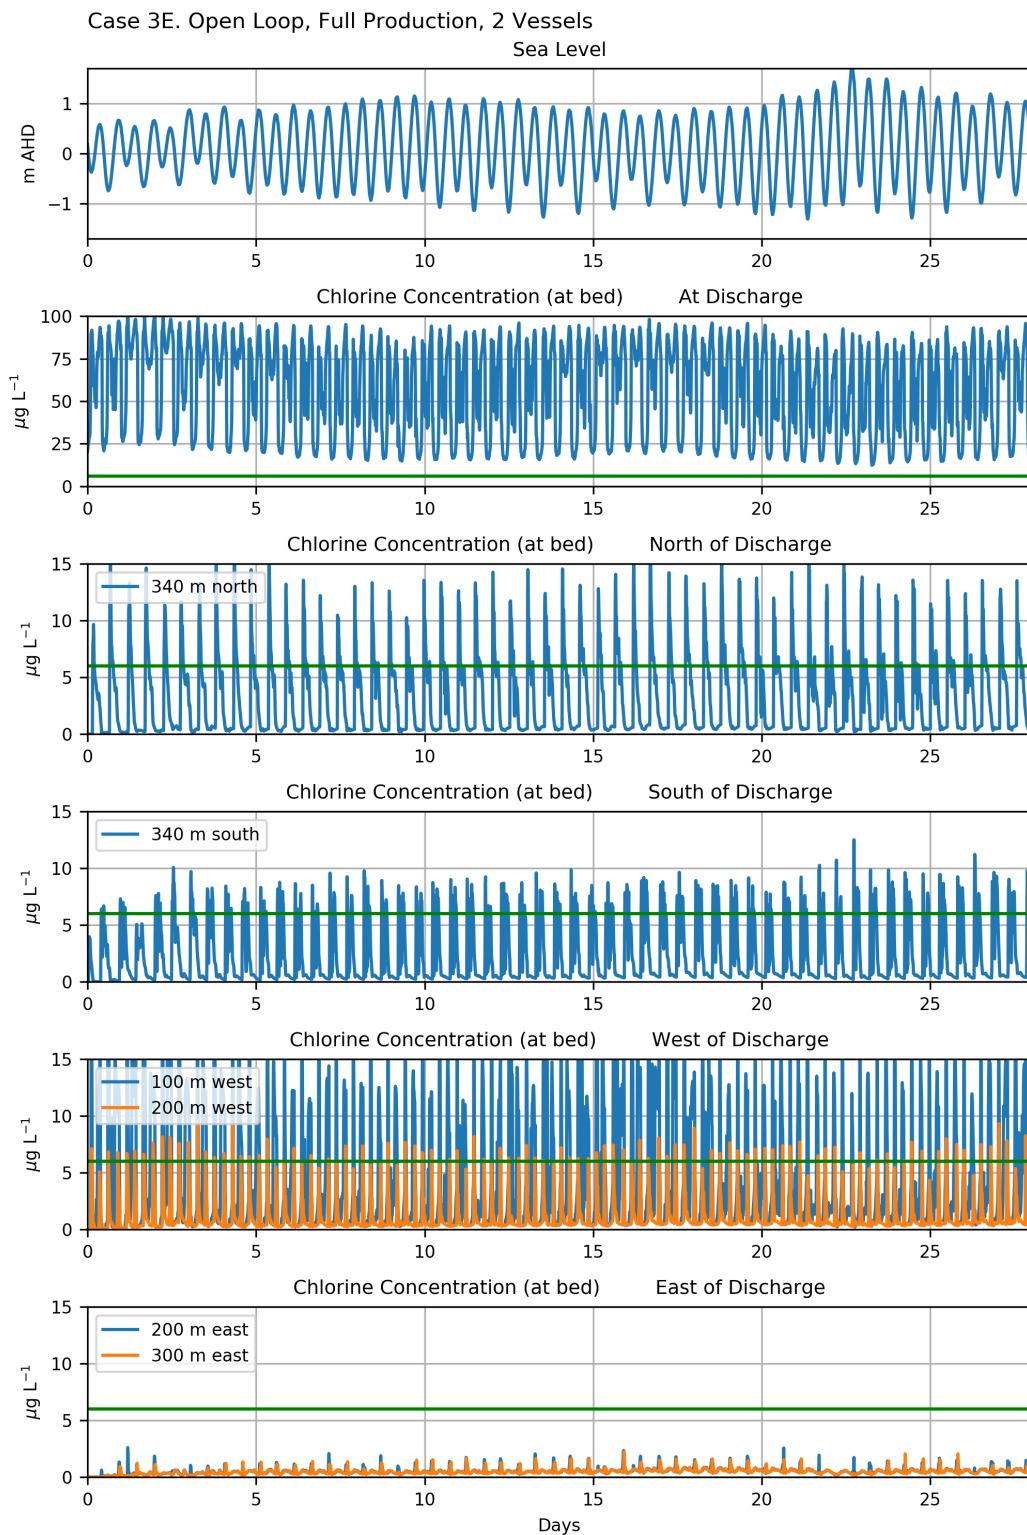 Case 3E. Open Loop, Full Production, 2 Vessels
Sea Level
m AHD
1
0
−1
0 5 10 15 20 25
Chlorine Concentration (at bed) At Discharge
µg L⁻¹
100
75
50
25
0
0 5 10 15 20 25
Chlorine Concentration (at bed) North of Discharge
µg L⁻¹
15
10
5
0
340 m north
0 5 10 15 20 25
Chlorine Concentration (at bed) South of Discharge
µg L⁻¹
15
10
5
0
340 m south
0 5 10 15 20 25
Chlorine Concentration (at bed) West of Discharge
µg L⁻¹
15
10
5
0
100 m west
200 m west
0 5 10 15 20 25
Chlorine Concentration (at bed) East of Discharge
µg L⁻¹
15
10
5
0
200 m east
300 m east
0 5 10 15 20 25
Days